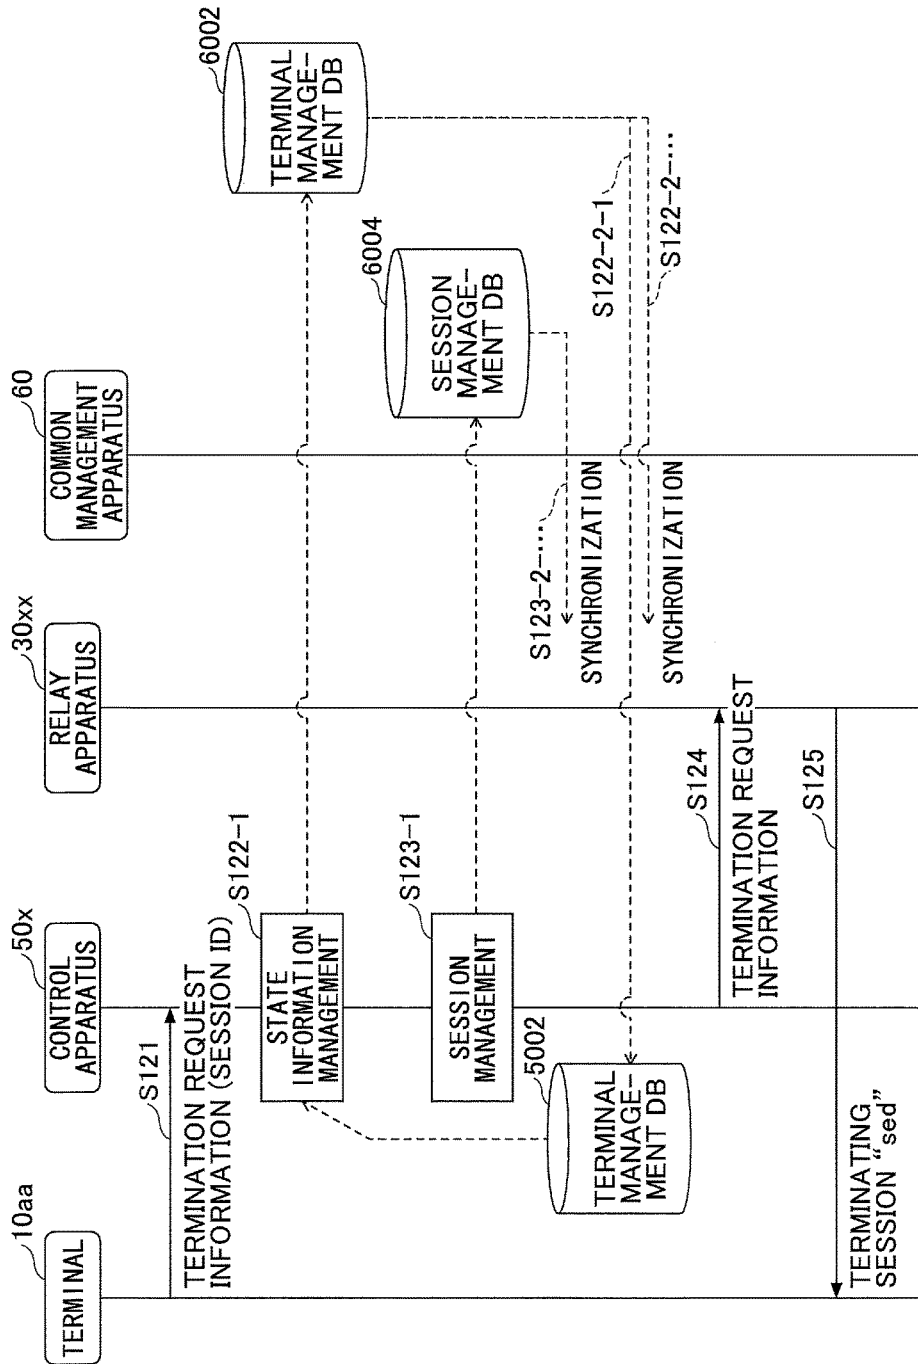 10aa
TERMINAL
50x
CONTROL
APPARATUS
30xx
RELAY
APPARATUS
60
COMMON
MANAGEMENT
APPARATUS
S121
TERMINATION REQUEST
INFORMATION (SESSION ID)
S122-1
STATE
INFORMATION
MANAGEMENT
6002
TERMINAL
MANAGE-
MENT DB
S123-1
SESSION
MANAGEMENT
6004
SESSION
MANAGE-
MENT DB
S123-2-...
SYNCHRONIZATION
5002
TERMINAL
MANAGE-
MENT DB
S122-2-1
SYNCHRONIZATION
S122-2-...
S124
TERMINATION REQUEST
INFORMATION
S125
TERMINATING
SESSION “sed”